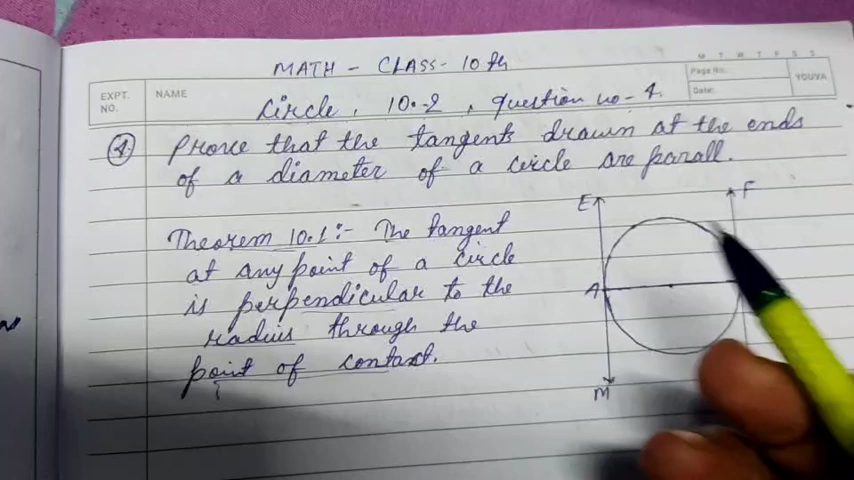 MATH - CLASS- 10th
M T W T F S S
Page No.:
Date:
YOUVA
EXPT. NO.
NAME
Circle, 10.2, question no - 4.
4. Prove that the tangents drawn at the ends
of a diameter of a circle are parall.
Theorem 10.1:- The tangent
at any point of a circle
is perpendicular to the
radius through the
point of contact.
E
F
A
M